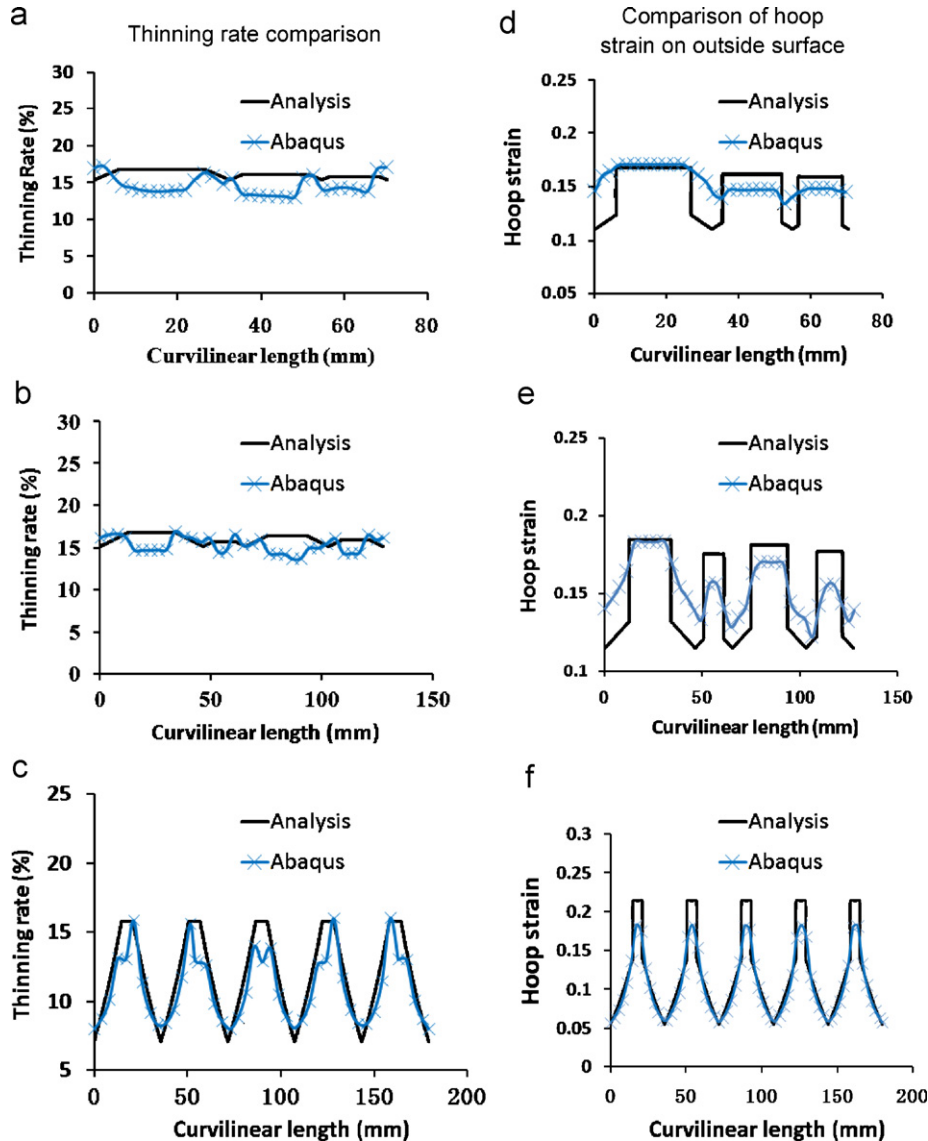 a
Thinning rate comparison
Thinning Rate (%)
30
25
20
15
10
5
0
Analysis
Abaqus
0 20 40 60 80
Curvilinear length (mm)
d
Comparison of hoop
strain on outside surface
Hoop strain
0.25
0.2
0.15
0.1
0.05
Analysis
Abaqus
0 20 40 60 80
Curvilinear length (mm)
b
Thinning rate (%)
30
25
20
15
10
5
0
Analysis
Abaqus
0 50 100 150
Curvilinear length (mm)
e
Hoop strain
0.25
0.2
0.15
0.1
Analysis
Abaqus
0 50 100 150
Curvilinear length (mm)
c
Thinning rate (%)
25
20
15
10
5
Analysis
Abaqus
0 50 100 150 200
Curvilinear length (mm)
f
Hoop strain
0.3
0.25
0.2
0.15
0.1
0.05
0
Analysis
Abaqus
0 50 100 150 200
Curvilinear length (mm)